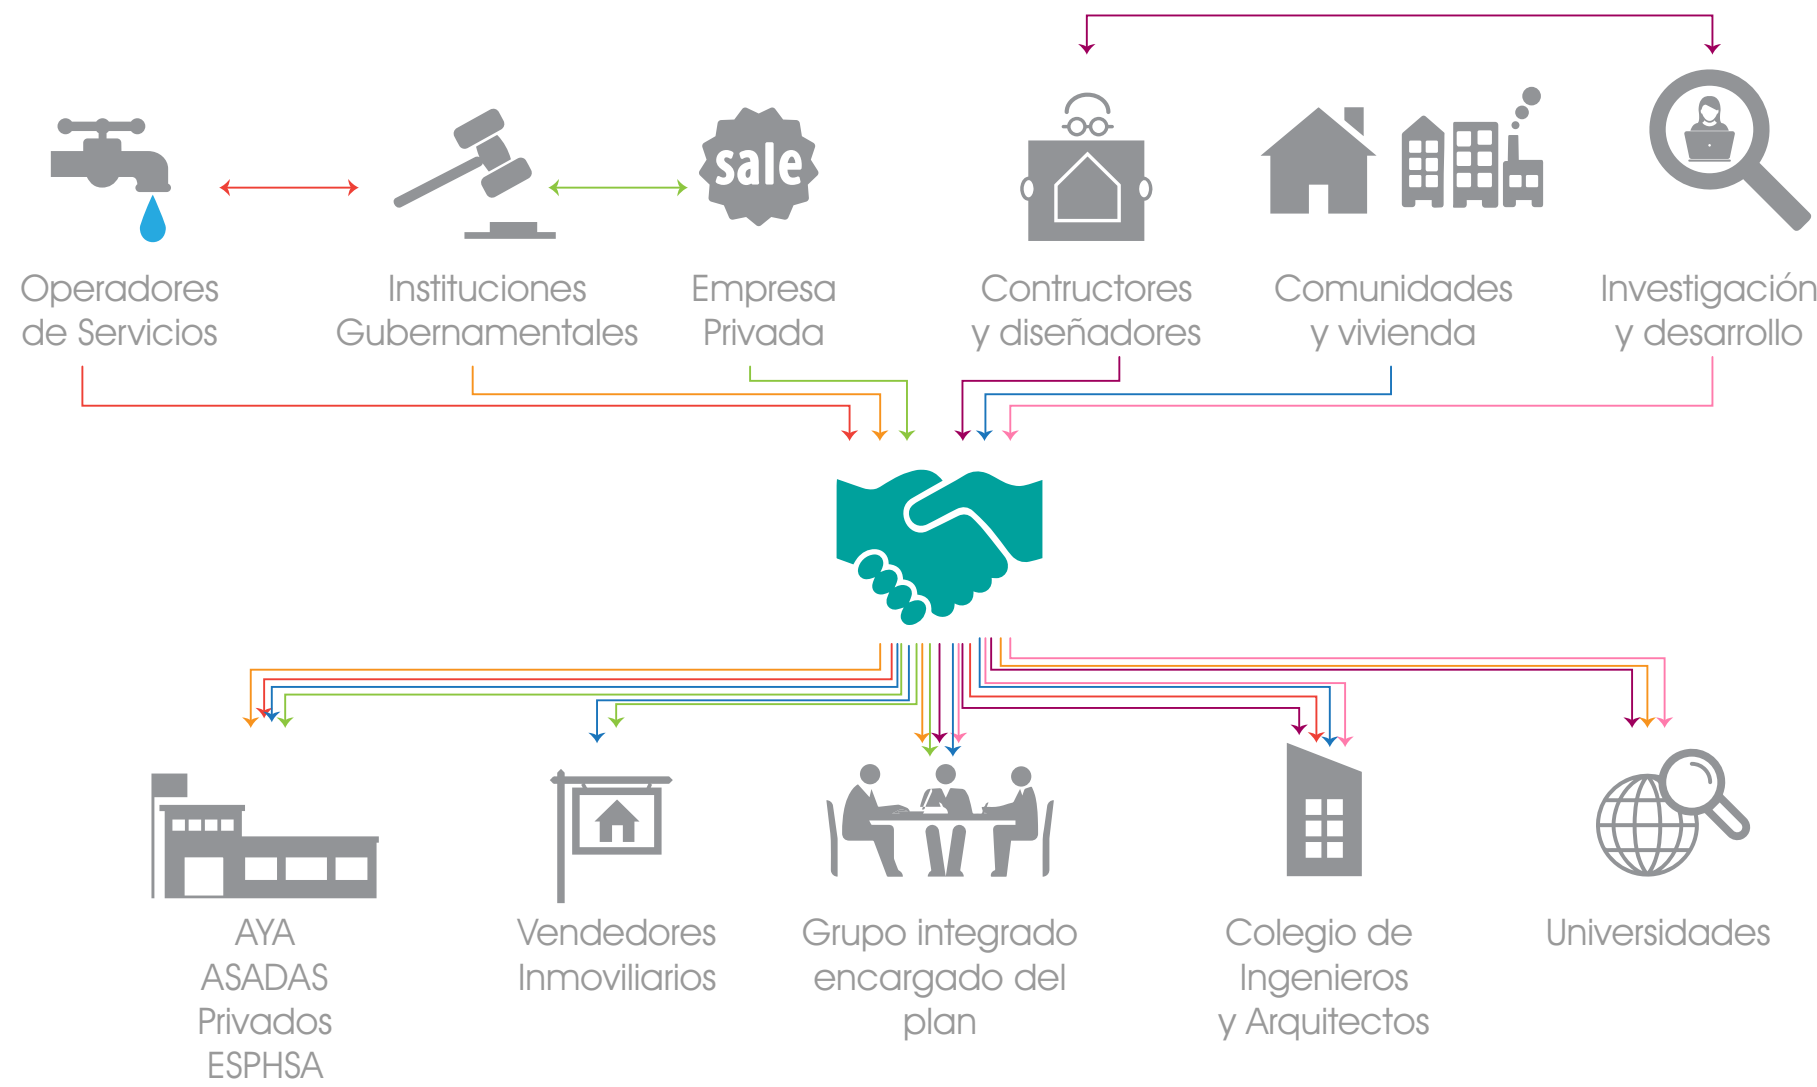 sale
Operadores
de Servicios
Instituciones
Gubernamentales
Empresa
Privada
Contructores
y diseñadores
Comunidades
y vivienda
Investigación
y desarrollo
AYA
ASADAS
Privados
ESPHSA
Vendedores
Inmoviliarios
Grupo integrado
encargado del
plan
Colegio de
Ingenieros
y Arquitectos
Universidades